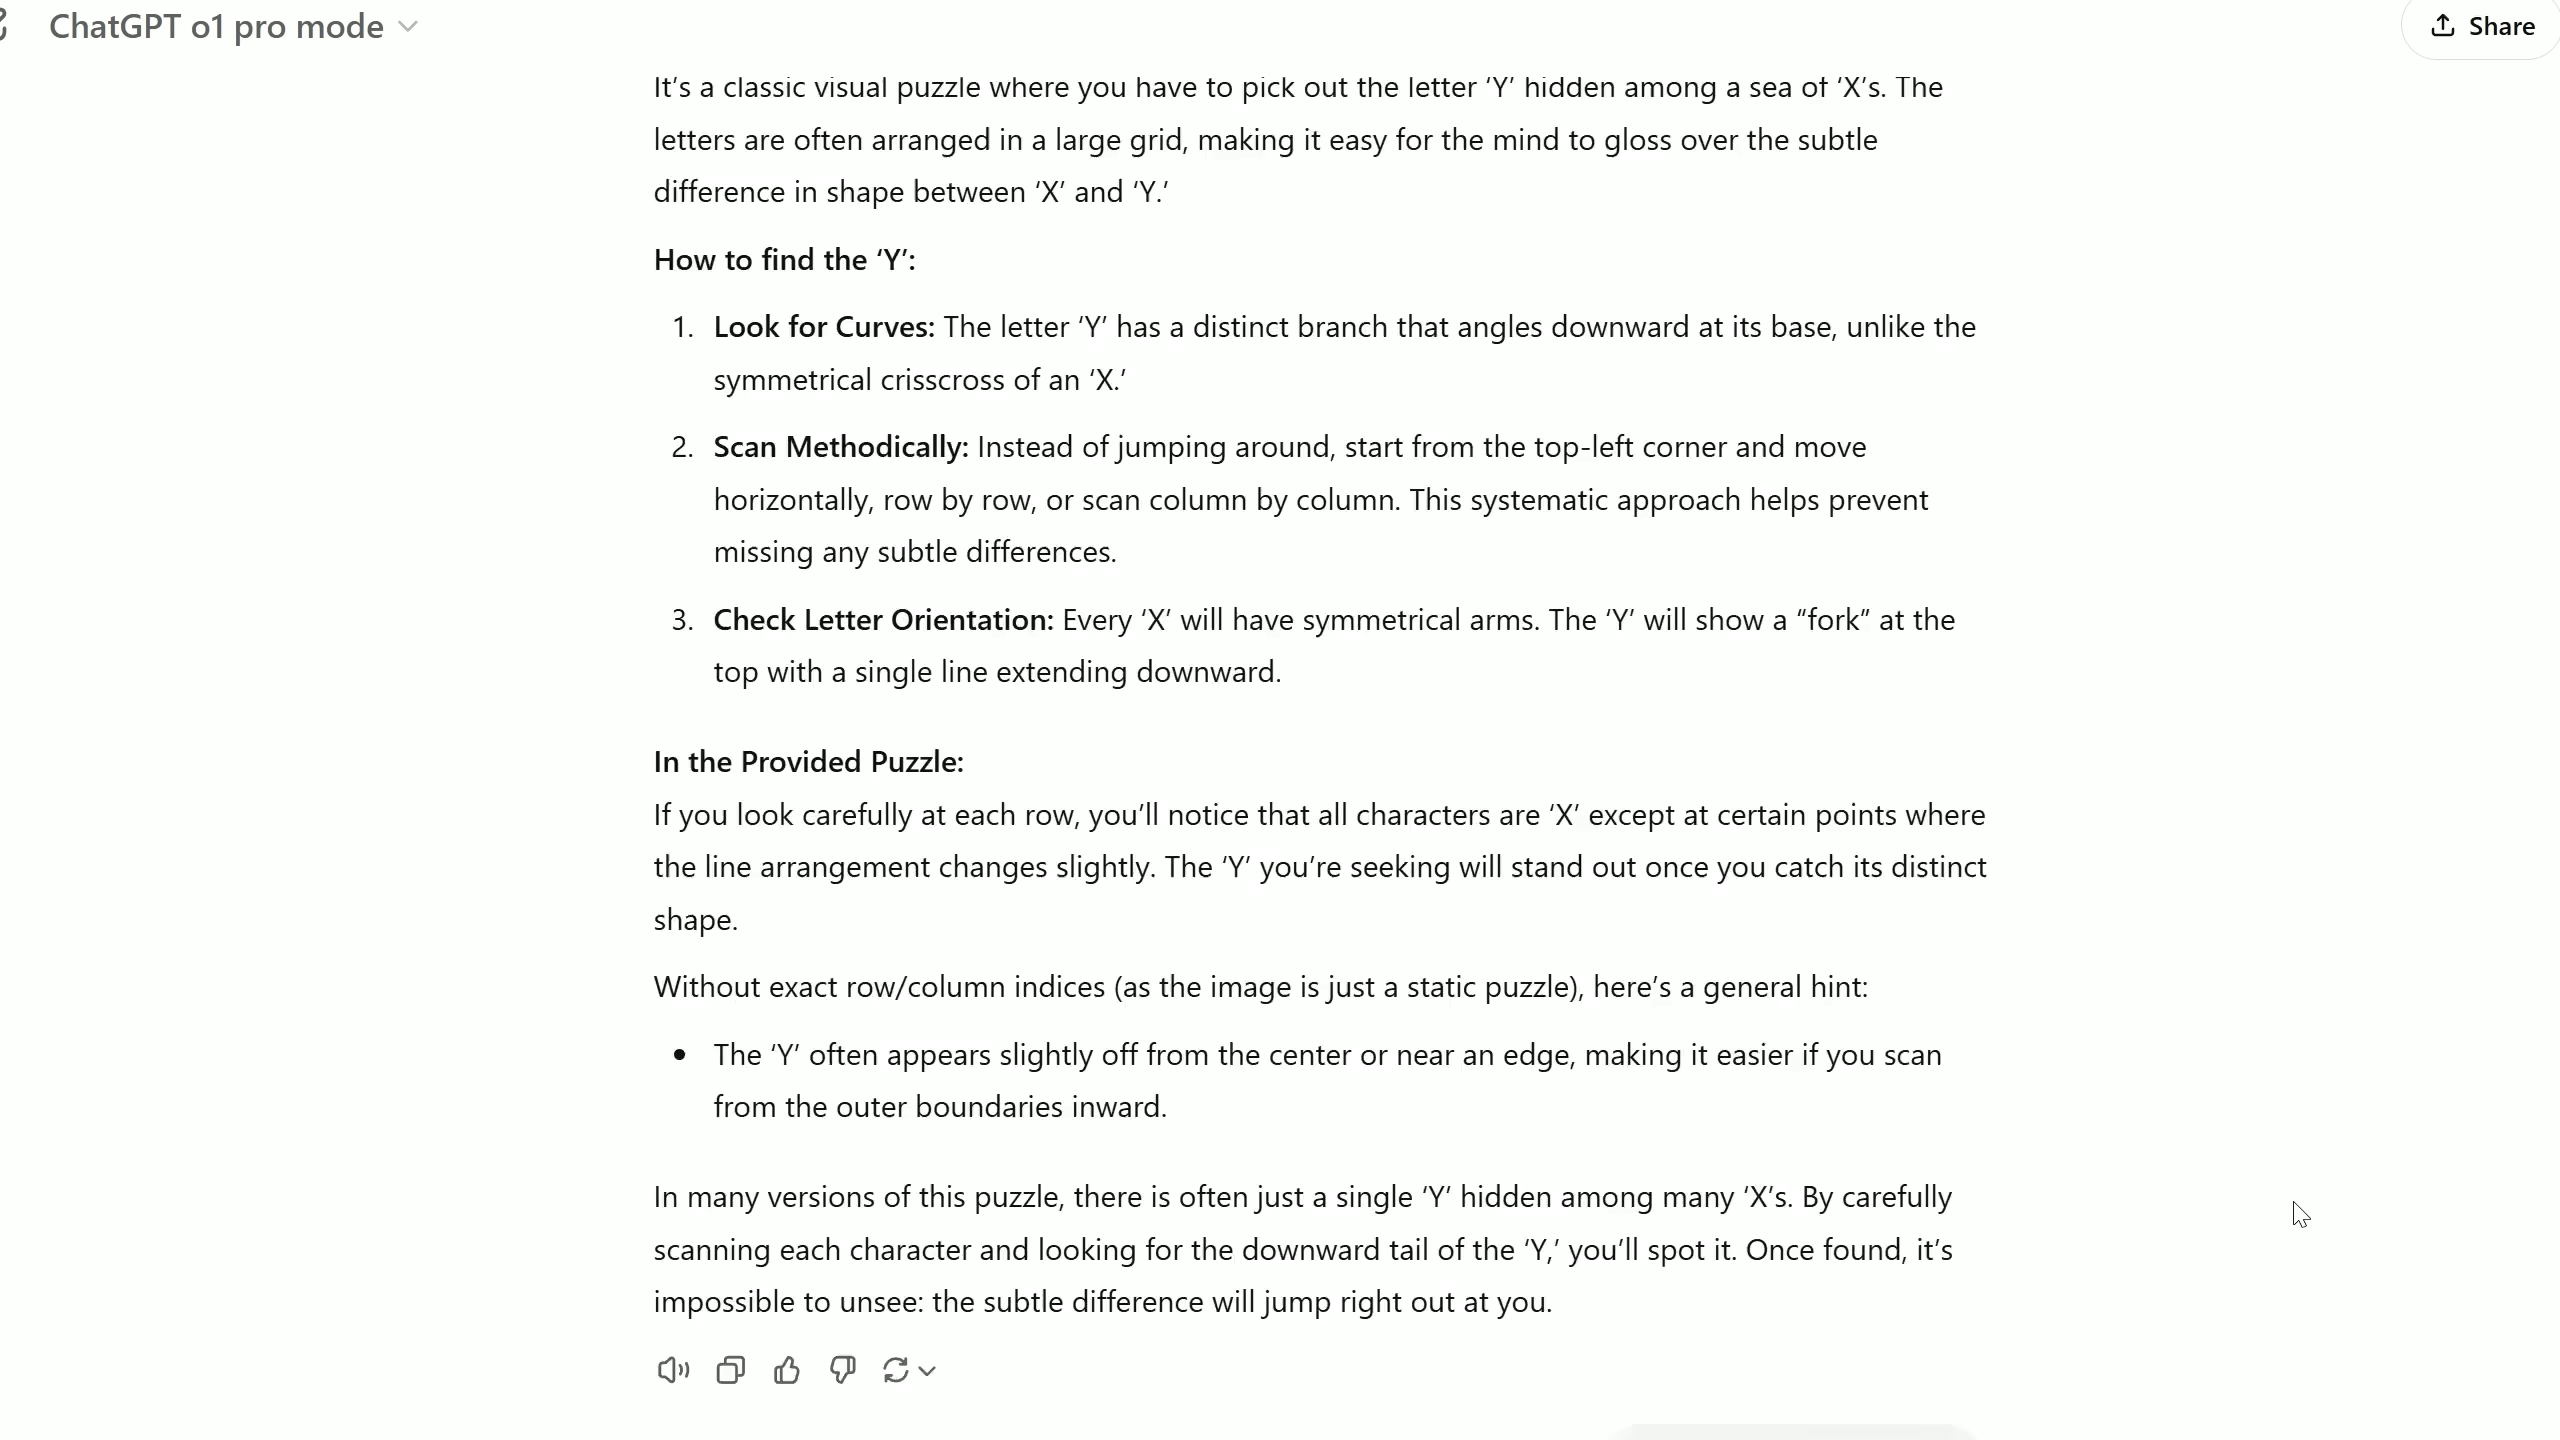 ChatGPT o1 pro mode
Share
It’s a classic visual puzzle where you have to pick out the letter ‘Y’ hidden among a sea of ‘X’s. The
letters are often arranged in a large grid, making it easy for the mind to gloss over the subtle
difference in shape between ‘X’ and ‘Y.’
How to find the ‘Y’:
1. Look for Curves: The letter ‘Y’ has a distinct branch that angles downward at its base, unlike the
symmetrical crisscross of an ‘X.’
2. Scan Methodically: Instead of jumping around, start from the top-left corner and move
horizontally, row by row, or scan column by column. This systematic approach helps prevent
missing any subtle differences.
3. Check Letter Orientation: Every ‘X’ will have symmetrical arms. The ‘Y’ will show a “fork” at the
top with a single line extending downward.
In the Provided Puzzle:
If you look carefully at each row, you’ll notice that all characters are ‘X’ except at certain points where
the line arrangement changes slightly. The ‘Y’ you’re seeking will stand out once you catch its distinct
shape.
Without exact row/column indices (as the image is just a static puzzle), here’s a general hint:
• The ‘Y’ often appears slightly off from the center or near an edge, making it easier if you scan
from the outer boundaries inward.
In many versions of this puzzle, there is often just a single ‘Y’ hidden among many ‘X’s. By carefully
scanning each character and looking for the downward tail of the ‘Y,’ you’ll spot it. Once found, it’s
impossible to unsee: the subtle difference will jump right out at you.